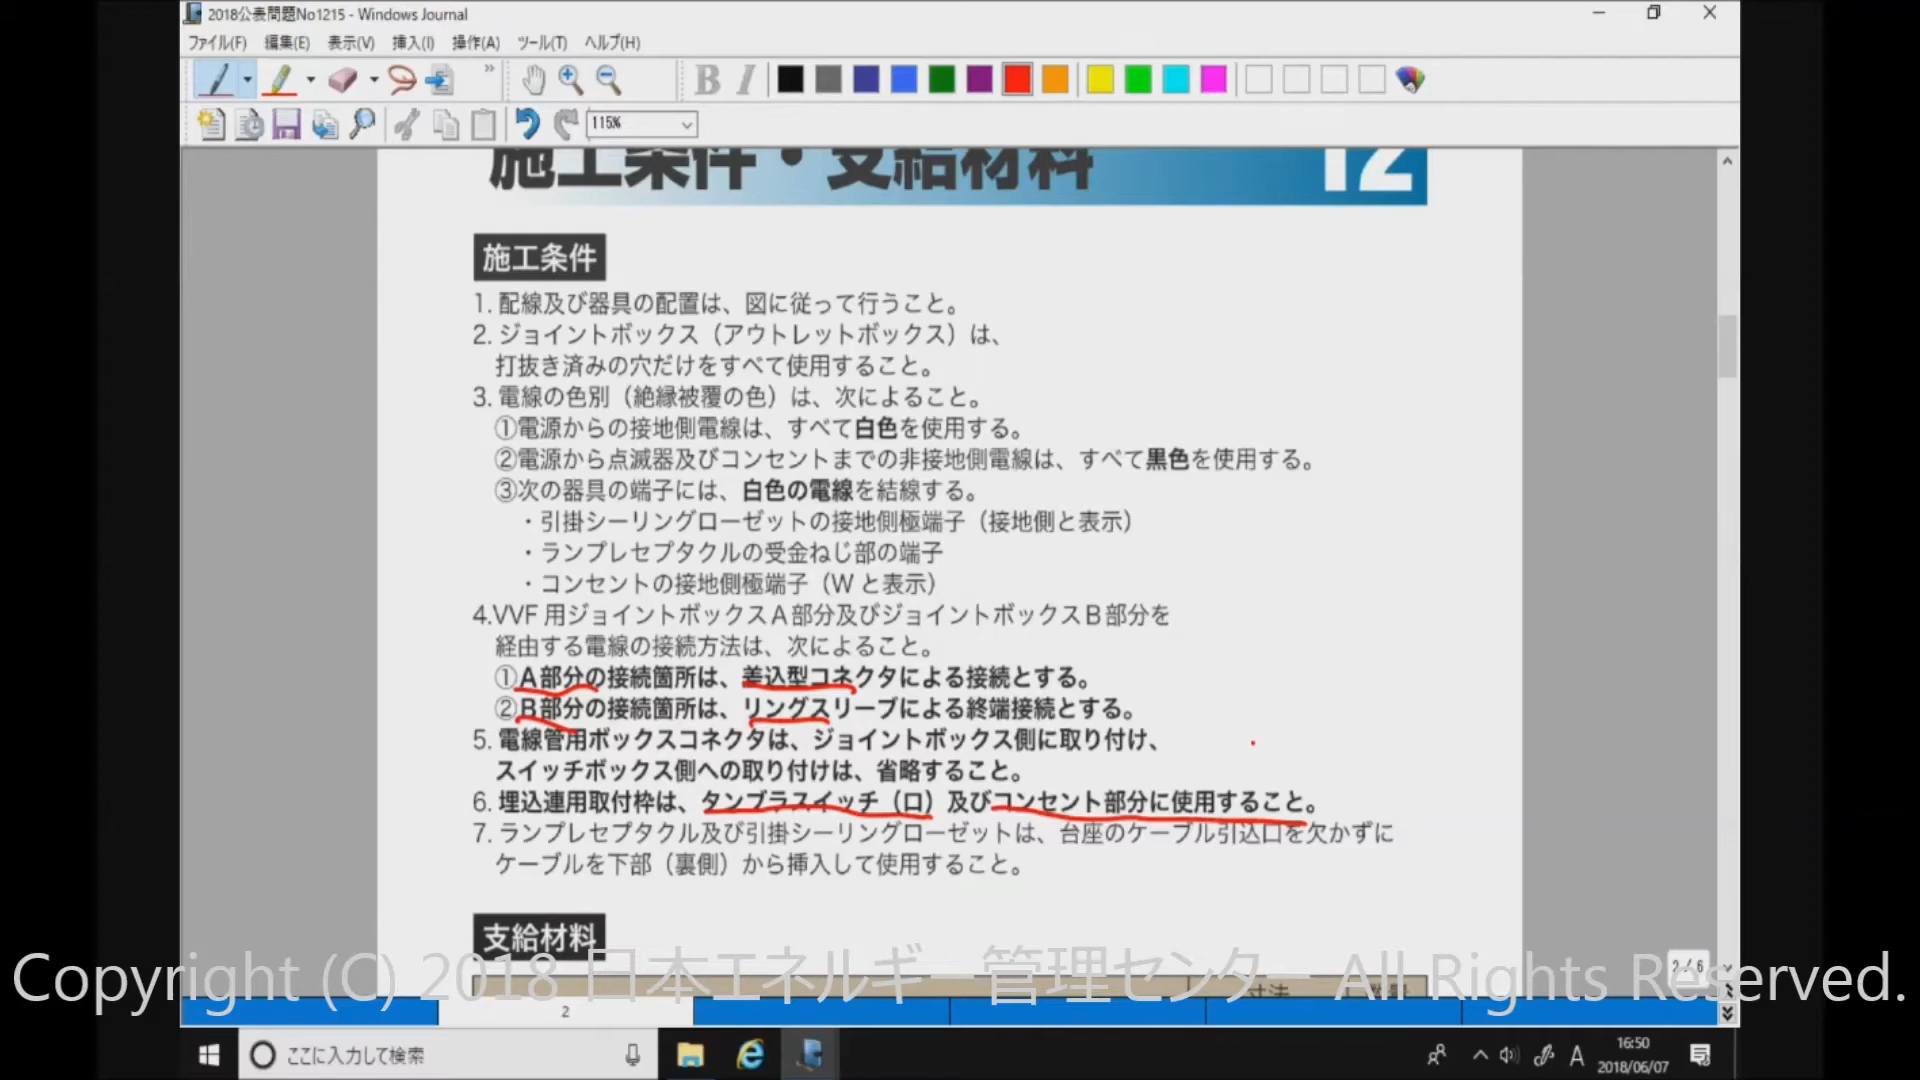 2018公表問題No1215 - Windows Journal
ファイル(F) 編集(E) 表示(V) 挿入(I) 操作(A) ツール(T) ヘルプ(H)
B I
115%
施工条件・支給材料 12
施工条件
1. 配線及び器具の配置は、図に従って行うこと。
2. ジョイントボックス（アウトレットボックス）は、
打抜き済みの穴だけをすべて使用すること。
3. 電線の色別（絶縁被覆の色）は、次によること。
①電源からの接地側電線は、すべて白色を使用する。
②電源から点滅器及びコンセントまでの非接地側電線は、すべて黒色を使用する。
③次の器具の端子には、白色の電線を結線する。
・引掛シーリングローゼットの接地側極端子（接地側と表示）
・ランプレセプタクルの受金ねじ部の端子
・コンセントの接地側極端子（W と表示）
4.VVF 用ジョイントボックスA部分及びジョイントボックスB部分を
経由する電線の接続方法は、次によること。
①A部分の接続箇所は、差込型コネクタによる接続とする。
②B部分の接続箇所は、リングスリーブによる終端接続とする。
5. 電線管用ボックスコネクタは、ジョイントボックス側に取り付け、
スイッチボックス側への取り付けは、省略すること。
6. 埋込連用取付枠は、タンブラスイッチ（ロ）及びコンセント部分に使用すること。
7. ランプレセプタクル及び引掛シーリングローゼットは、台座のケーブル引込口を欠かずに
ケーブルを下部（裏側）から挿入して使用すること。
支給材料
寸法
2 / 6
Copyright (C) 2018 日本エネルギー管理センター All Rights Reserved.
2
ここに入力して検索
A
16:50
2018/06/07